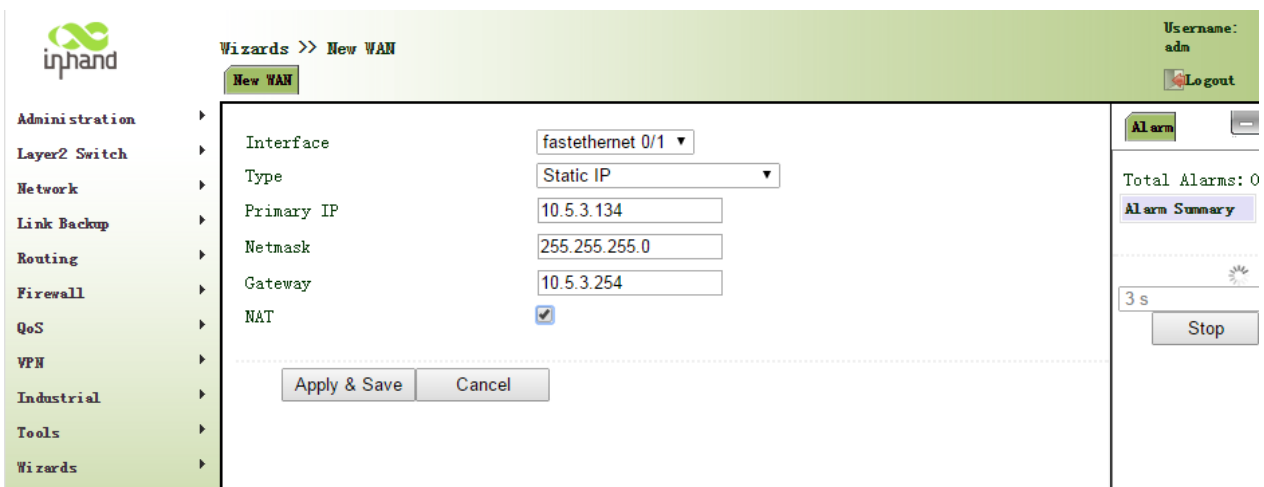 inhand
Wizards >> New WAN
Username:
adm
New WAN
Logout
Administration
Layer2 Switch
Network
Link Backup
Routing
Firewall
QoS
VPN
Industrial
Tools
Wizards
Interface
fastethernet 0/1
Type
Static IP
Primary IP
10.5.3.134
Netmask
255.255.255.0
Gateway
10.5.3.254
NAT
Apply & Save
Cancel
Alarm
Total Alarms: 0
Alarm Summary
3 s
Stop